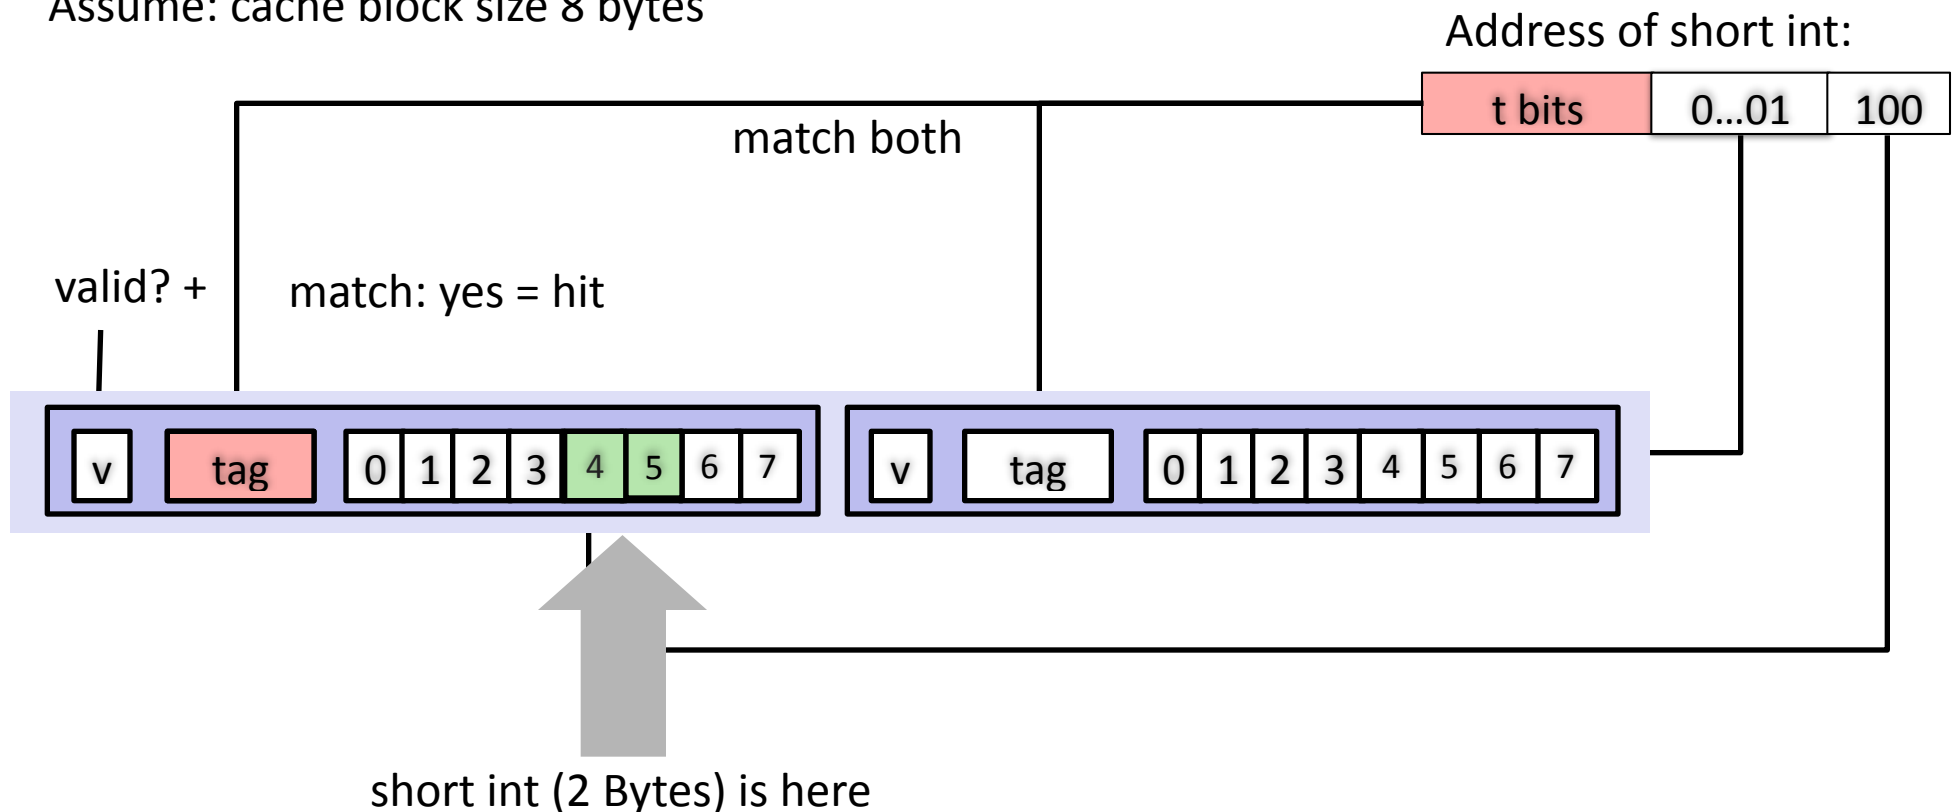 Assume: cache block size 8 bytes
Address of short int:
t bits 0...01 100
match both
valid? + match: yes = hit
v tag 0 1 2 3 4 5 6 7 v tag 0 1 2 3 4 5 6 7
short int (2 Bytes) is here